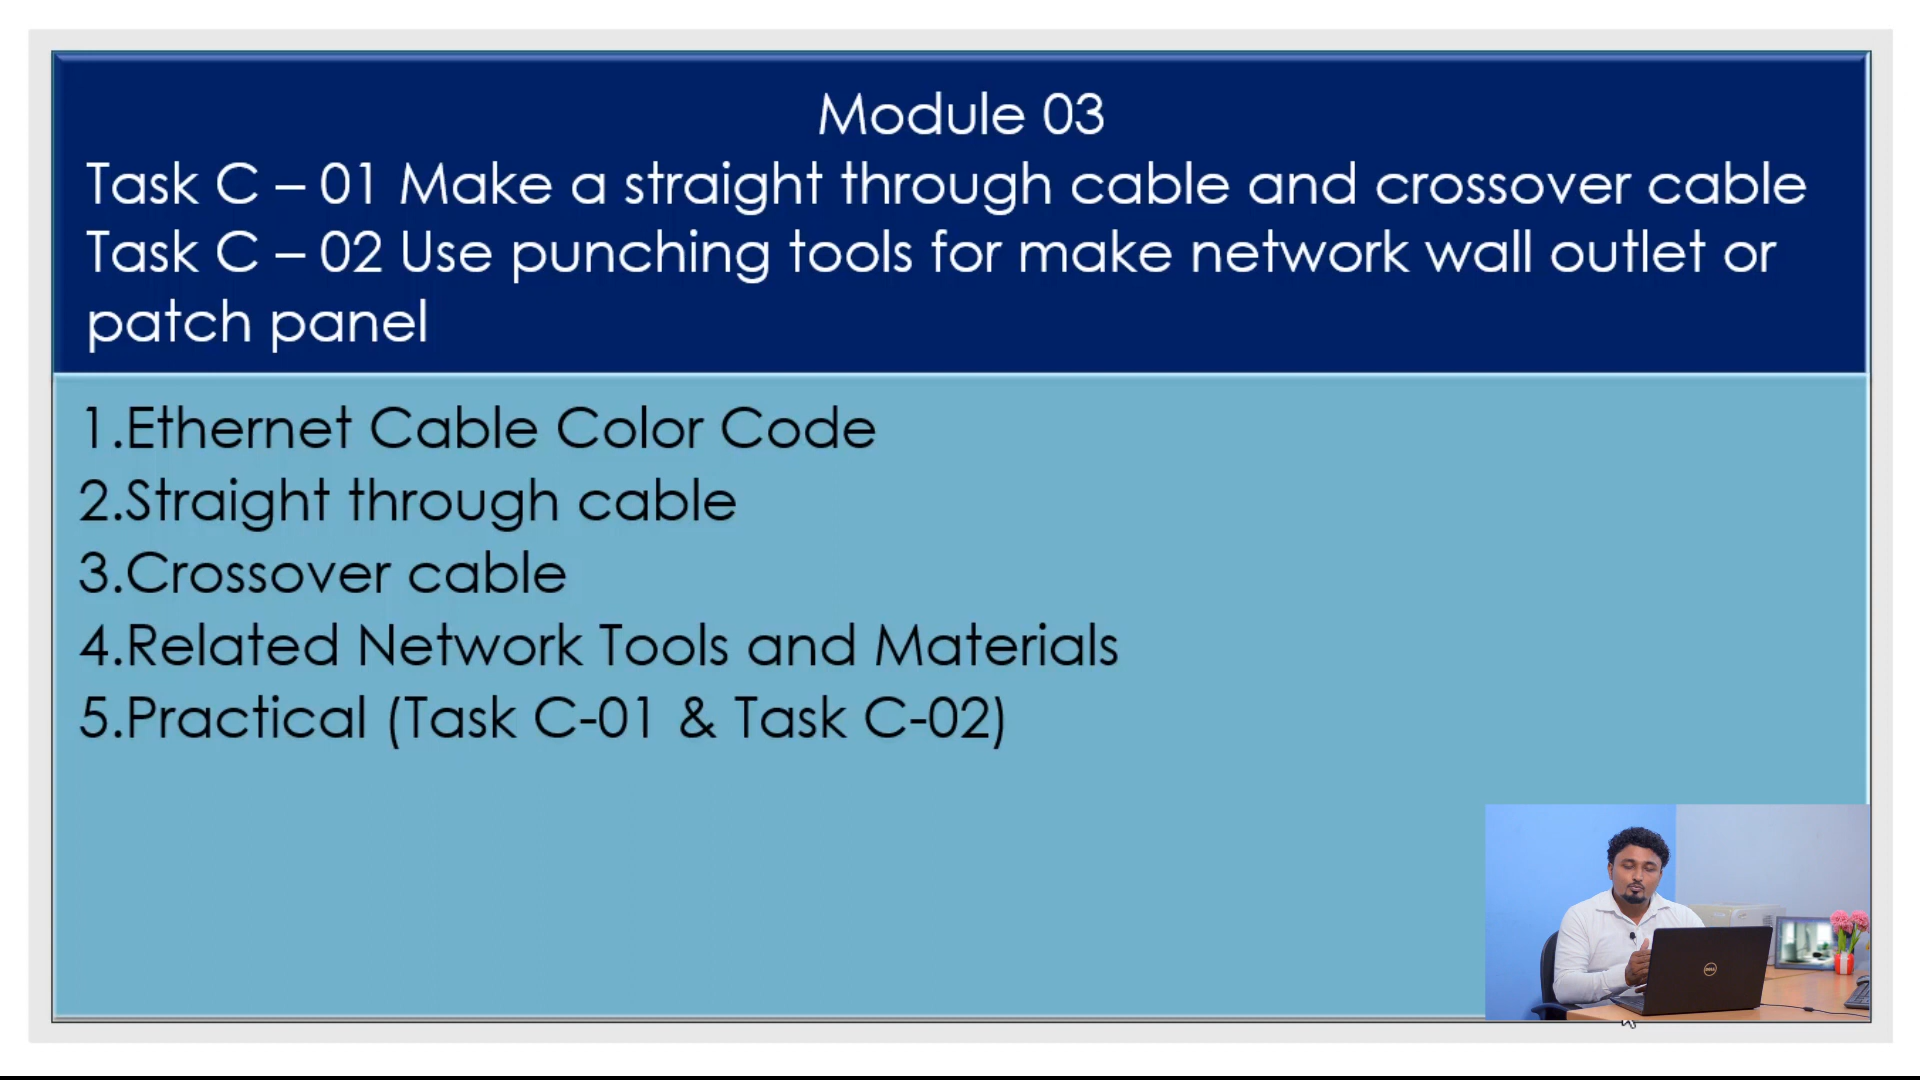 Module 03
Task C – 01 Make a straight through cable and crossover cable
Task C – 02 Use punching tools for make network wall outlet or
patch panel
1.Ethernet Cable Color Code
2.Straight through cable
3.Crossover cable
4.Related Network Tools and Materials
5.Practical (Task C-01 & Task C-02)
DELL